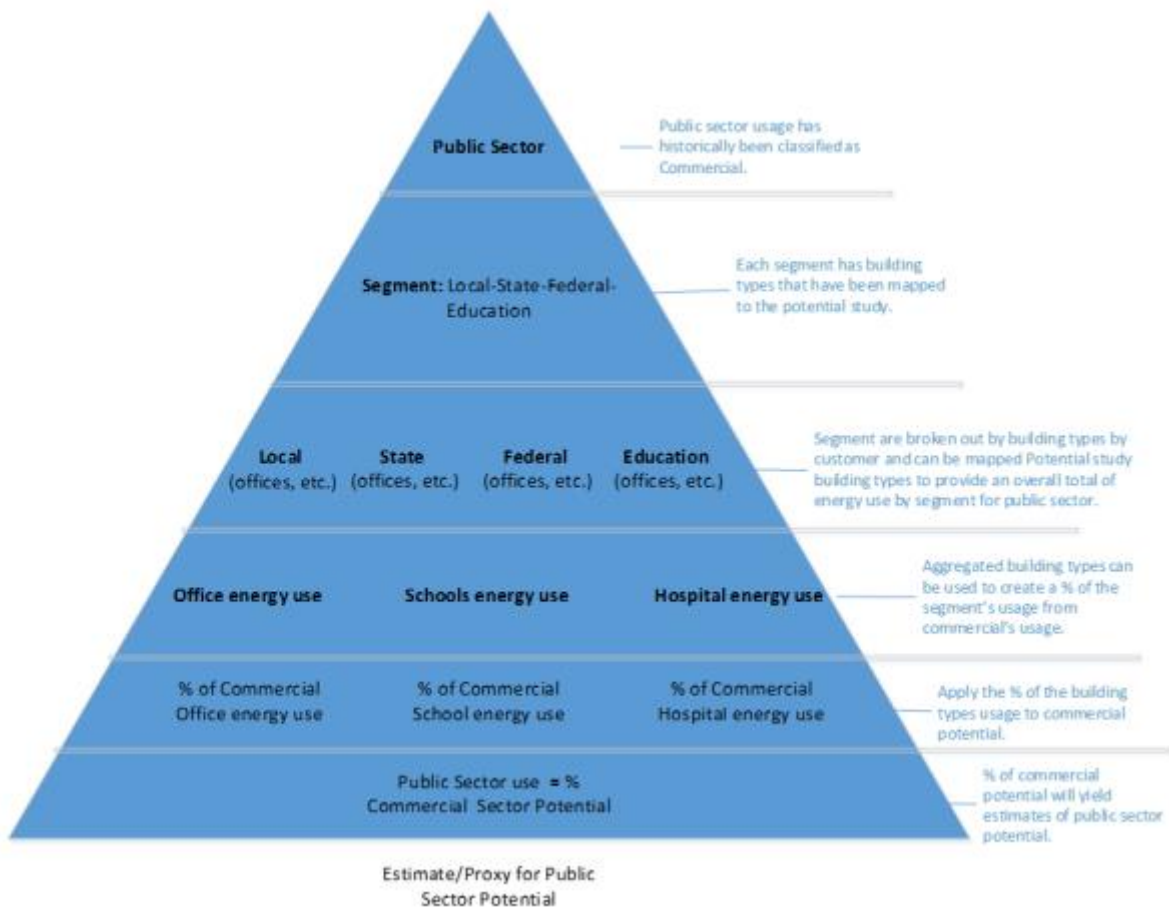 Public Sector
Public sector usage has
historically been classified as
Commercial.
Segment: Local-State-Federal-
Education
Each segment has building
types that have been mapped
to the potential study.
Local
(offices, etc.)
State
(offices, etc.)
Federal
(offices, etc.)
Education
(offices, etc.)
Segment are broken out by building types by
customer and can be mapped Potential study
building types to provide an overall total of
energy use by segment for public sector.
Office energy use
Schools energy use
Hospital energy use
Aggregated building types can
be used to create a % of the
segment's usage from
commercial's usage.
% of Commercial
Office energy use
% of Commercial
School energy use
% of Commercial
Hospital energy use
Apply the % of the building
types usage to commercial
potential.
Public Sector use = %
Commercial Sector Potential
% of commercial
potential will yield
estimates of public sector
potential.
Estimate/Proxy for Public
Sector Potential